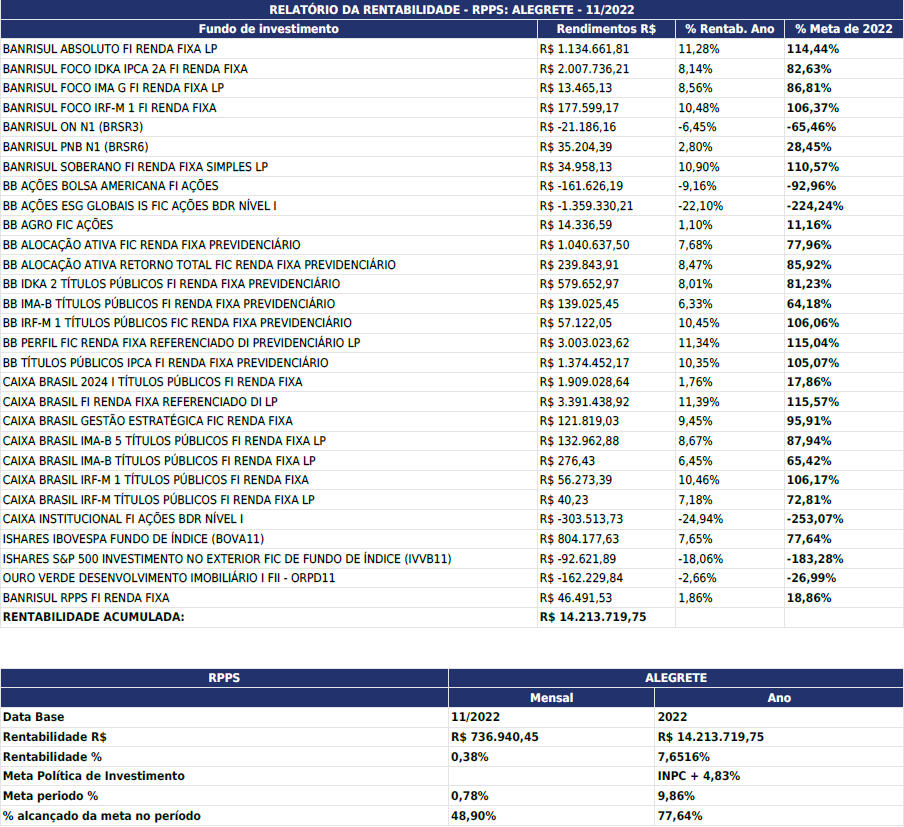 RELATÓRIO DA RENTABILIDADE - RPPS: ALEGRETE - 11/2022
Fundo de investimento Rendimentos R$ % Rentab. Ano % Meta de 2022
BANRISUL ABSOLUTO FI RENDA FIXA LP R$ 1.134.661,81 11,28% 114,44%
BANRISUL FOCO IDKA IPCA 2A FI RENDA FIXA R$ 2.007.736,21 8,14% 82,63%
BANRISUL FOCO IMA G FI RENDA FIXA LP R$ 13.465,13 8,56% 86,81%
BANRISUL FOCO IRF-M 1 FI RENDA FIXA R$ 177.599,17 10,48% 106,37%
BANRISUL ON N1 (BRSR3) R$ -21.186,16 -6,45% -65,46%
BANRISUL PNB N1 (BRSR6) R$ 35.204,39 2,80% 28,45%
BANRISUL SOBERANO FI RENDA FIXA SIMPLES LP R$ 34.958,13 10,90% 110,57%
BB AÇÕES BOLSA AMERICANA FI AÇÕES R$ -161.626,19 -9,16% -92,96%
BB AÇÕES ESG GLOBAIS IS FIC AÇÕES BDR NÍVEL I R$ -1.359.330,21 -22,10% -224,24%
BB AGRO FIC AÇÕES R$ 14.336,59 1,10% 11,16%
BB ALOCAÇÃO ATIVA FIC RENDA FIXA PREVIDENCIÁRIO R$ 1.040.637,50 7,68% 77,96%
BB ALOCAÇÃO ATIVA RETORNO TOTAL FIC RENDA FIXA PREVIDENCIÁRIO R$ 239.843,91 8,47% 85,92%
BB IDKA 2 TÍTULOS PÚBLICOS FI RENDA FIXA PREVIDENCIÁRIO R$ 579.652,97 8,01% 81,23%
BB IMA-B TÍTULOS PÚBLICOS FI RENDA FIXA PREVIDENCIÁRIO R$ 139.025,45 6,33% 64,18%
BB IRF-M 1 TÍTULOS PÚBLICOS FIC RENDA FIXA PREVIDENCIÁRIO R$ 57.122,05 10,45% 106,06%
BB PERFIL FIC RENDA FIXA REFERENCIADO DI PREVIDENCIÁRIO LP R$ 3.003.023,62 11,34% 115,04%
BB TÍTULOS PÚBLICOS IPCA FI RENDA FIXA PREVIDENCIÁRIO R$ 1.374.452,17 10,35% 105,07%
CAIXA BRASIL 2024 I TÍTULOS PÚBLICOS FI RENDA FIXA R$ 1.909.028,64 1,76% 17,86%
CAIXA BRASIL FI RENDA FIXA REFERENCIADO DI LP R$ 3.391.438,92 11,39% 115,57%
CAIXA BRASIL GESTÃO ESTRATÉGICA FIC RENDA FIXA R$ 121.819,03 9,45% 95,91%
CAIXA BRASIL IMA-B 5 TÍTULOS PÚBLICOS FI RENDA FIXA LP R$ 132.962,88 8,67% 87,94%
CAIXA BRASIL IMA-B TÍTULOS PÚBLICOS FI RENDA FIXA LP R$ 276,43 6,45% 65,42%
CAIXA BRASIL IRF-M 1 TÍTULOS PÚBLICOS FI RENDA FIXA R$ 56.273,39 10,46% 106,17%
CAIXA BRASIL IRF-M TÍTULOS PÚBLICOS FI RENDA FIXA LP R$ 40,23 7,18% 72,81%
CAIXA INSTITUCIONAL FI AÇÕES BDR NÍVEL I R$ -303.513,73 -24,94% -253,07%
ISHARES IBOVESPA FUNDO DE ÍNDICE (BOVA11) R$ 804.177,63 7,65% 77,64%
ISHARES S&P 500 INVESTIMENTO NO EXTERIOR FIC DE FUNDO DE ÍNDICE (IVVB11) R$ -92.621,89 -18,06% -183,28%
OURO VERDE DESENVOLVIMENTO IMOBILIÁRIO I FII - ORPD11 R$ -162.229,84 -2,66% -26,99%
BANRISUL RPPS FI RENDA FIXA R$ 46.491,53 1,86% 18,86%
RENTABILIDADE ACUMULADA: R$ 14.213.719,75
RPPS ALEGRETE
Mensal Ano
Data Base 11/2022 2022
Rentabilidade R$ R$ 736.940,45 R$ 14.213.719,75
Rentabilidade % 0,38% 7,6516%
Meta Política de Investimento INPC + 4,83%
Meta periodo % 0,78% 9,86%
% alcançado da meta no período 48,90% 77,64%